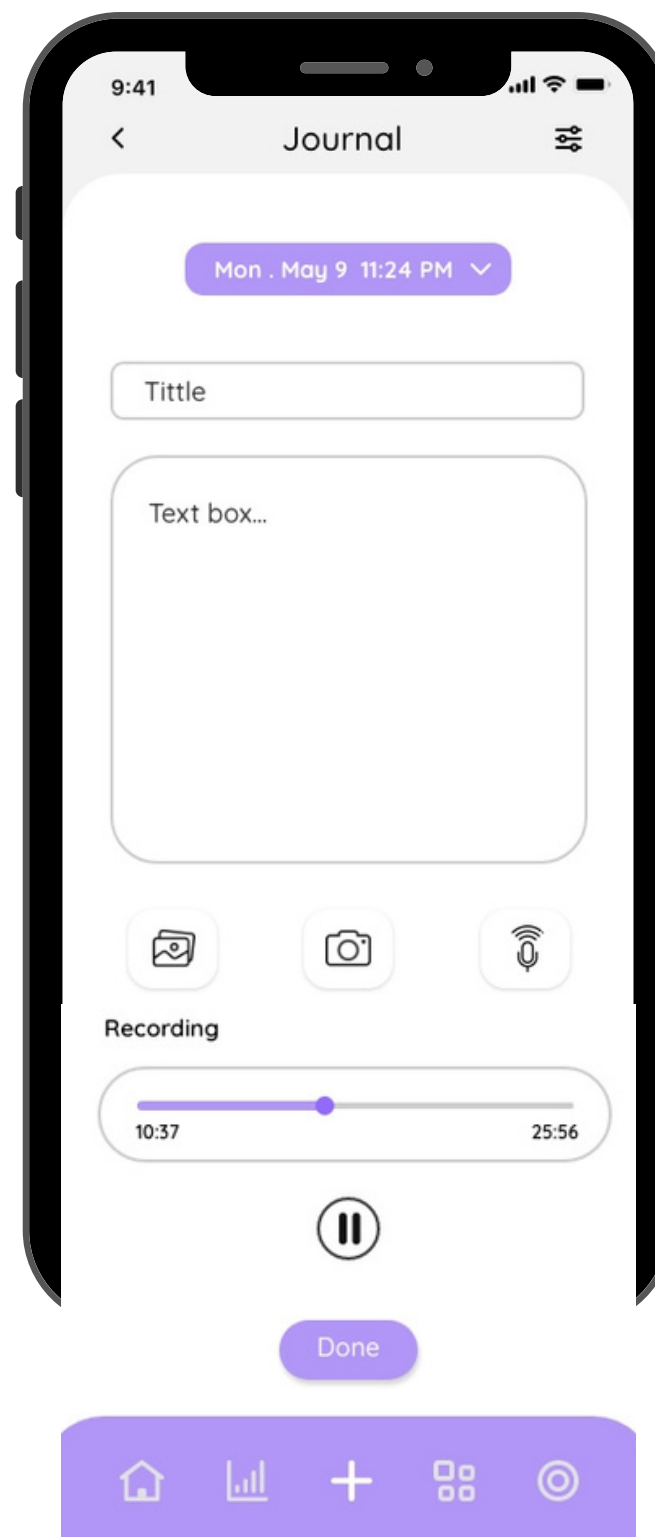 9:41
Journal
Mon . May 9 11:24 PM
Tittle
Text box...
Recording
10:37 25:56
Done